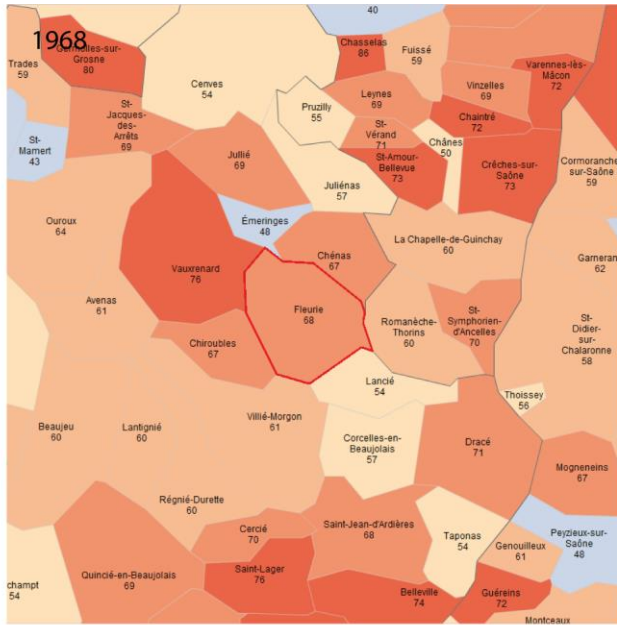 1968
40
Germolles-sur-
Grosne
80
Trades
59
Cenves
54
Chasselas
86
Fuissé
59
Varennes-lès-
Mâcon
72
Leynes
69
Vinzelles
69
Pruzilly
55
St-
Jacques-
des-
Arrêts
69
St-
Mamert
43
St-
Vérand
71
Chaintré
72
Chânes
50
Jullié
69
Juliénas
57
St-Amour-
Bellevue
73
Crêches-sur-
Saône
73
Cormoranche-
sur-Saône
59
Ouroux
64
Émeringes
48
Chénas
67
La Chapelle-de-Guinchay
60
Garneran
62
Vauxrenard
76
Avenas
61
Fleurie
68
Romanèche-
Thorins
60
St-
Symphorien-
d'Ancelles
70
St-
Didier-
sur-
Chalaronne
58
Chiroubles
67
Lancié
54
Thoissey
56
Beaujeu
60
Lantignié
60
Villié-Morgon
61
Corcelles-en-
Beaujolais
57
Dracé
71
Mogneneins
67
Régnié-Durette
60
Cercié
70
Saint-Jean-d'Ardières
68
Taponas
54
Peyzieux-sur-
Saône
48
Genouilleux
61
champt
54
Quincié-en-Beaujolais
69
Saint-Lager
76
Belleville
74
Guéreins
72
Montceaux